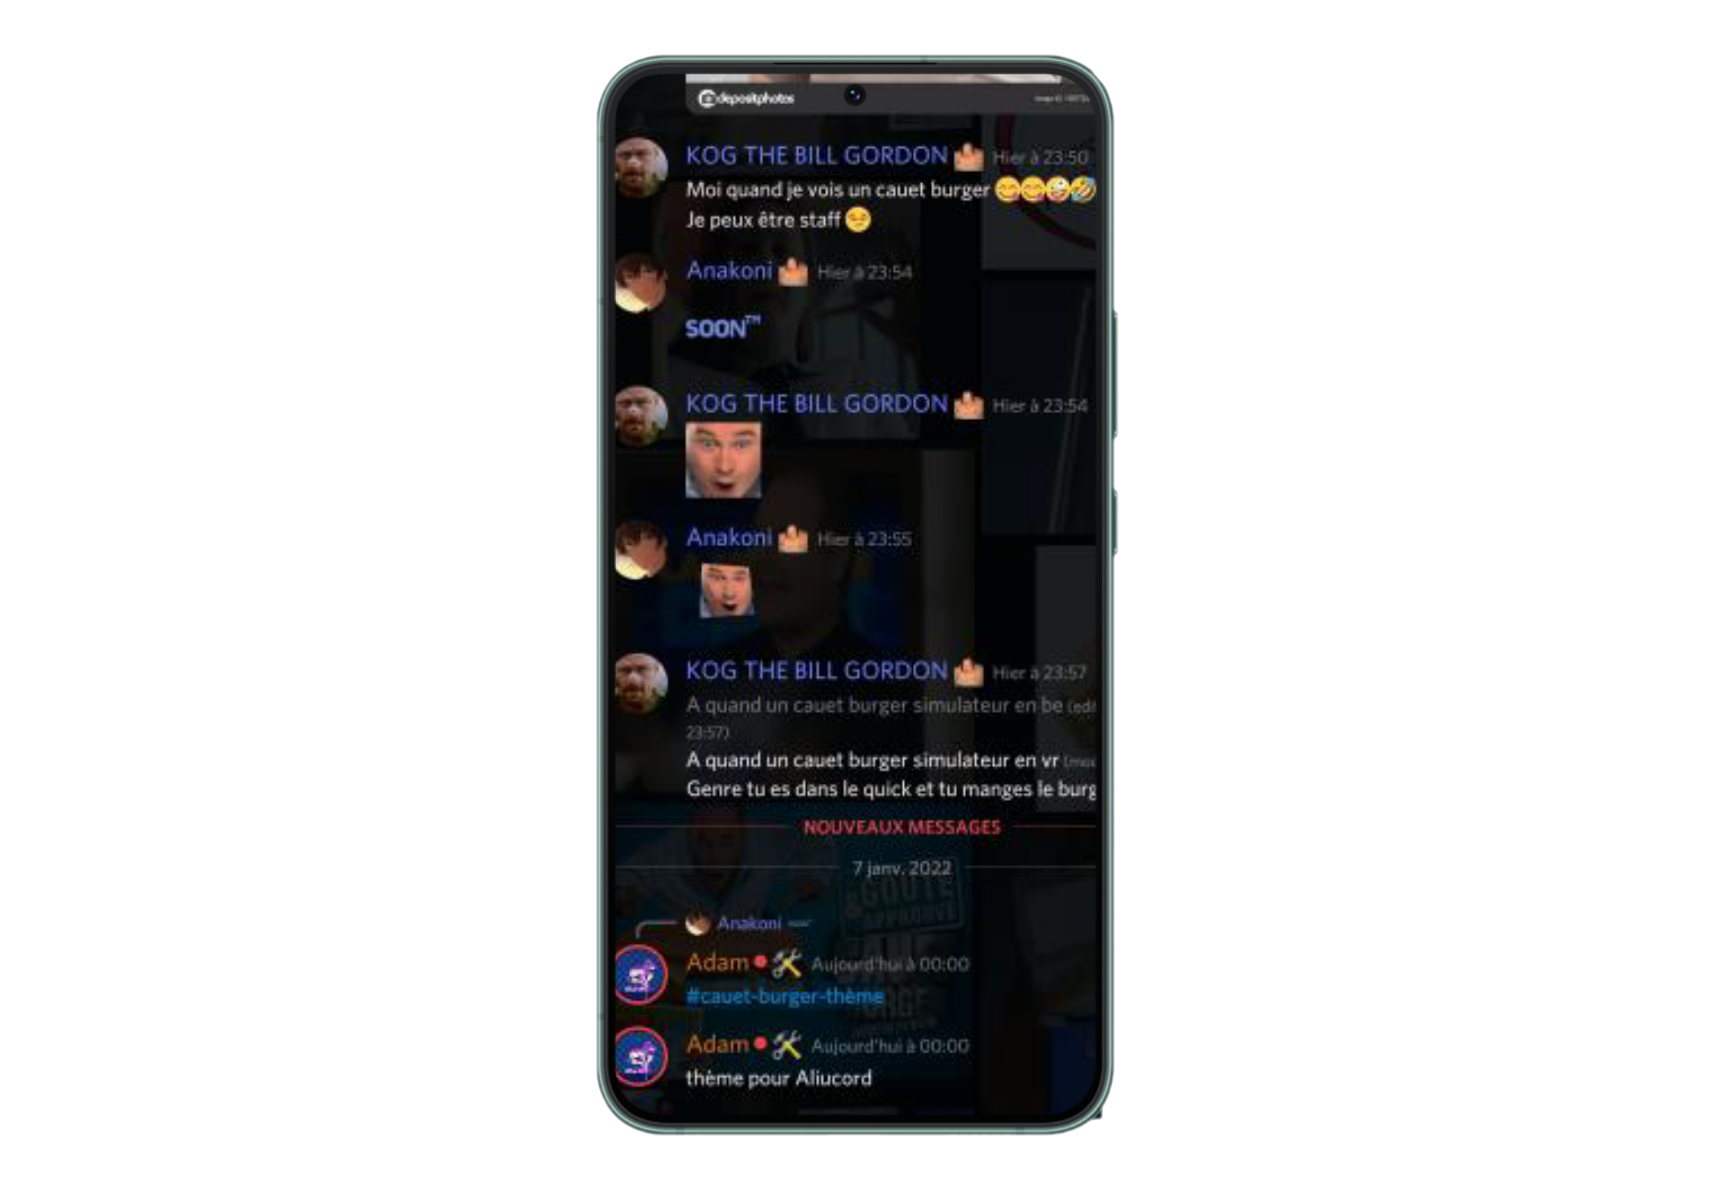 depositphotos
KOG THE BILL GORDON Hier à 23:50
Moi quand je vois un cauet burger
Je peux être staff
Anakoni Hier à 23:54
SOON™
KOG THE BILL GORDON Hier à 23:54
Anakoni Hier à 23:55
KOG THE BILL GORDON Hier à 23:57
A quand un cauet burger simulateur en be (edi
23:57)
A quand un cauet burger simulateur en vr (mo
Genre tu es dans le quick et tu manges le burg
NOUVEAUX MESSAGES
7 janv. 2022
&GOUTÉ
APPROUVÉ
Anakoni
Adam Aujourd'hui à 00:00
#cauet-burger-thème
Adam Aujourd'hui à 00:00
thème pour Aliucord